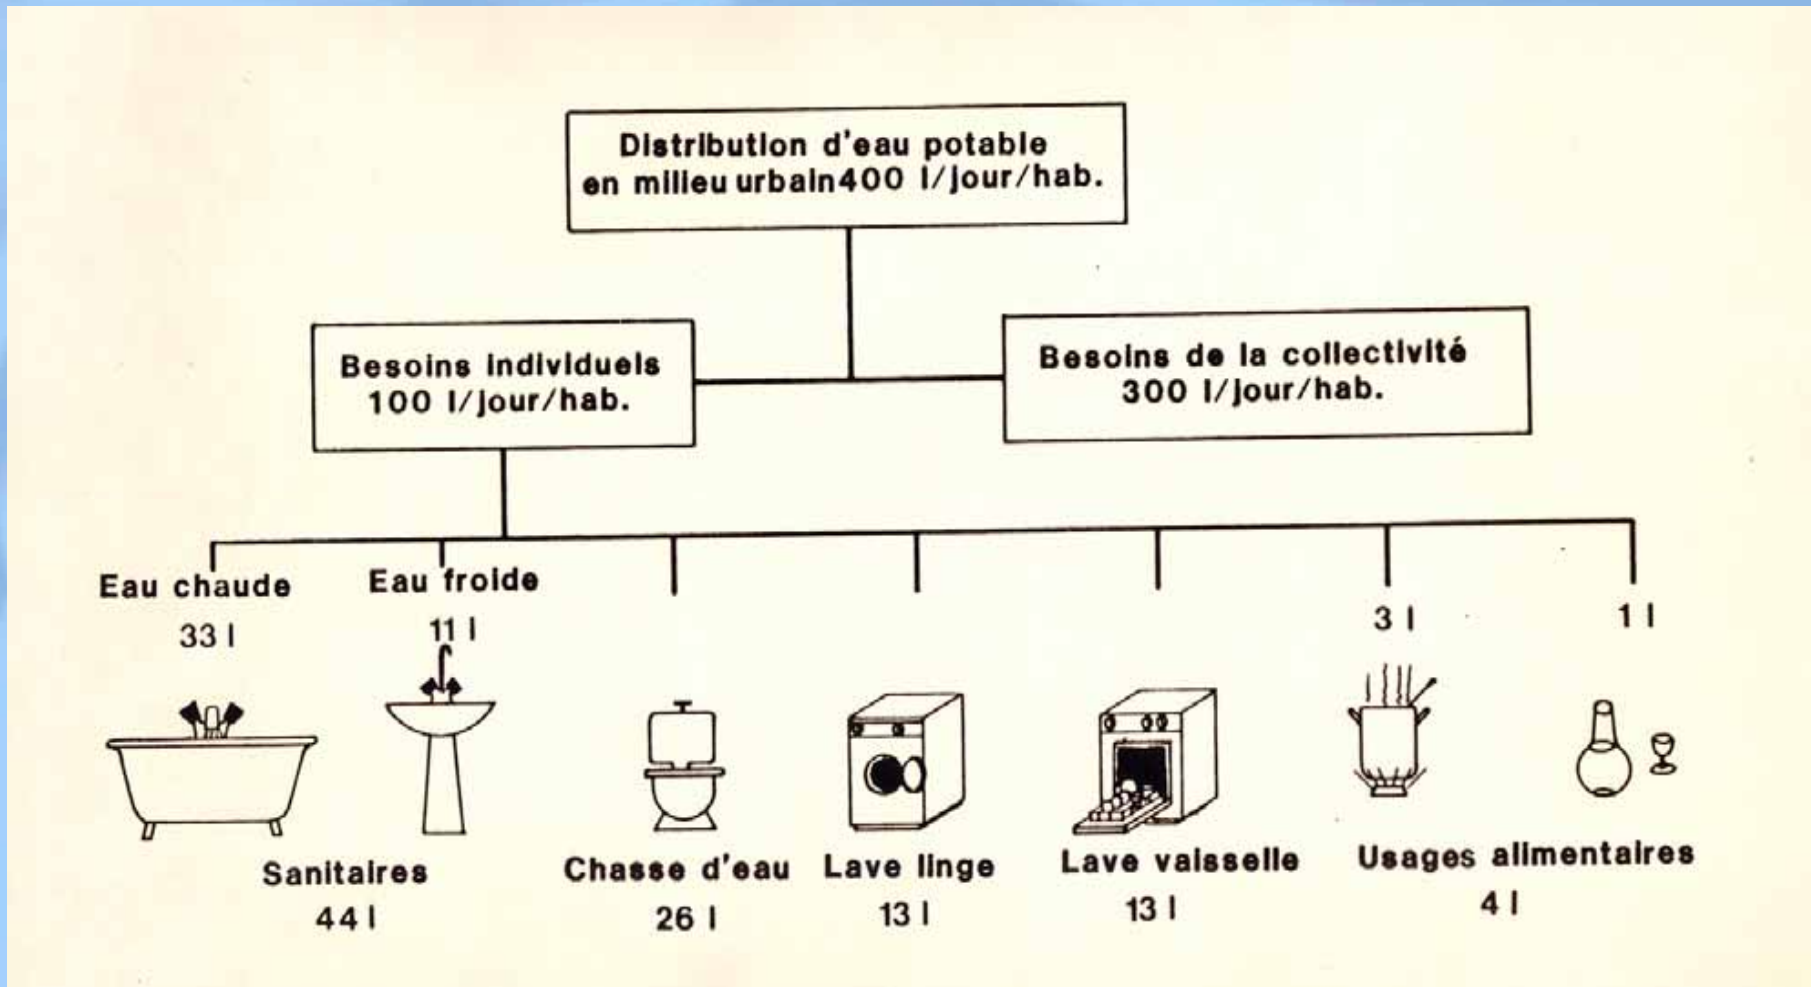 Distribution d'eau potable
en milieu urbain 400 l/jour/hab.
Besoins individuels
100 l/jour/hab.
Besoins de la collectivité
300 l/jour/hab.
Eau chaude
33 l
Eau froide
11 l
3 l
1 l
Sanitaires
44 l
Chasse d'eau
26 l
Lave linge
13 l
Lave vaisselle
13 l
Usages alimentaires
4 l